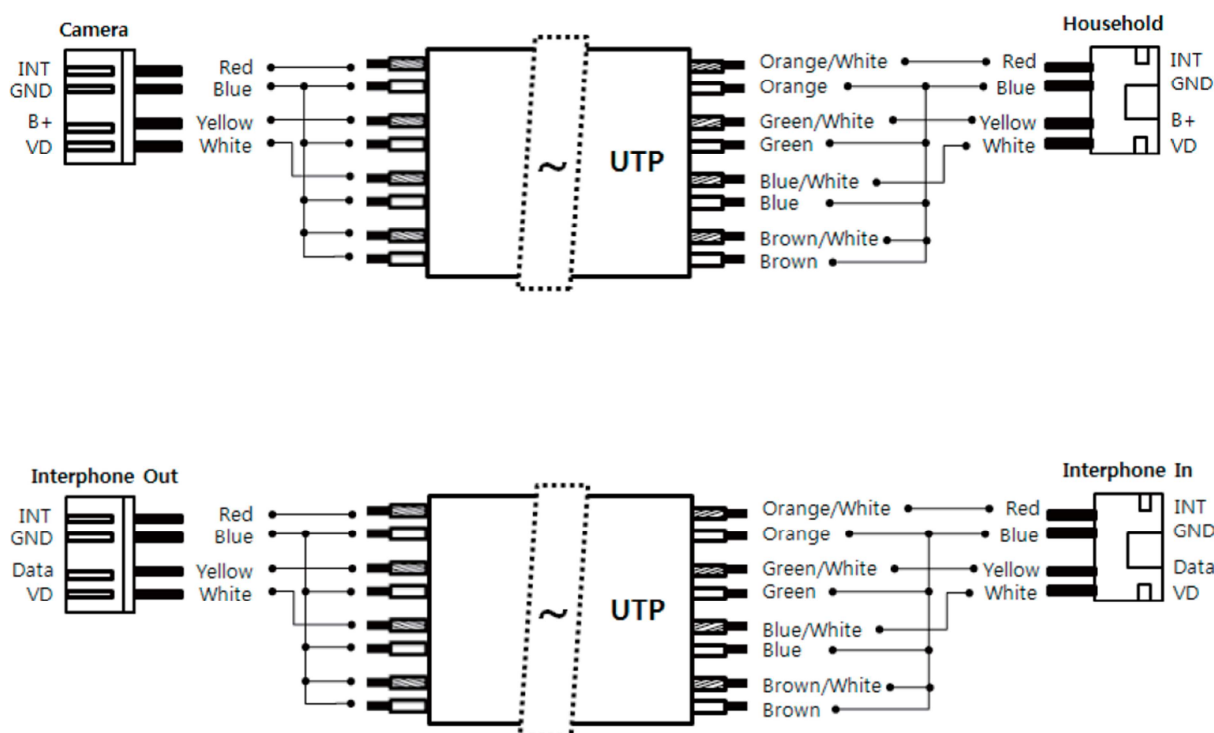 Camera
Household
INT Red Orange/White Red INT
GND Blue Orange Blue GND
B+ Yellow Green/White Yellow B+
VD White Green White VD
~ UTP
Blue/White
Blue
Brown/White
Brown
Interphone Out
Interphone In
INT Red Orange/White Red INT
GND Blue Orange Blue GND
Data Yellow Green/White Yellow Data
VD White Green White VD
~ UTP
Blue/White
Blue
Brown/White
Brown